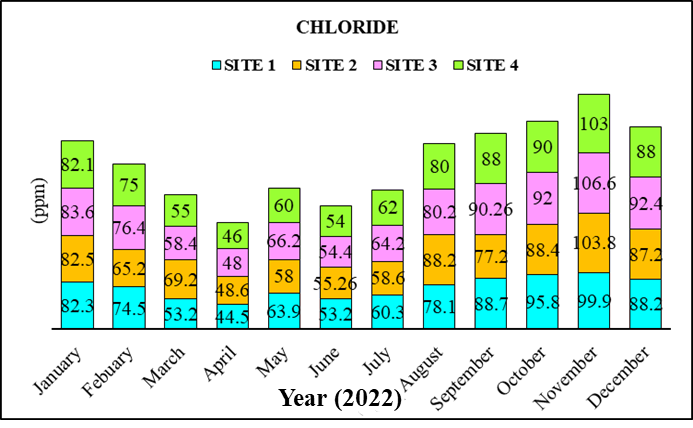 CHLORIDE
SITE 1 SITE 2 SITE 3 SITE 4
(ppm)
82.1 75 55 46 60 54 62 80 88 90 103 88
83.6 76.4 58.4 48 66.2 54.4 64.2 80.2 90.26 92 106.6 92.4
82.5 65.2 69.2 48.6 58 55.26 58.6 88.2 77.2 88.4 103.8 87.2
82.3 74.5 53.2 44.5 63.9 53.2 60.3 78.1 88.7 95.8 99.9 88.2
January Febuary March April May June July August September October November December
Year (2022)